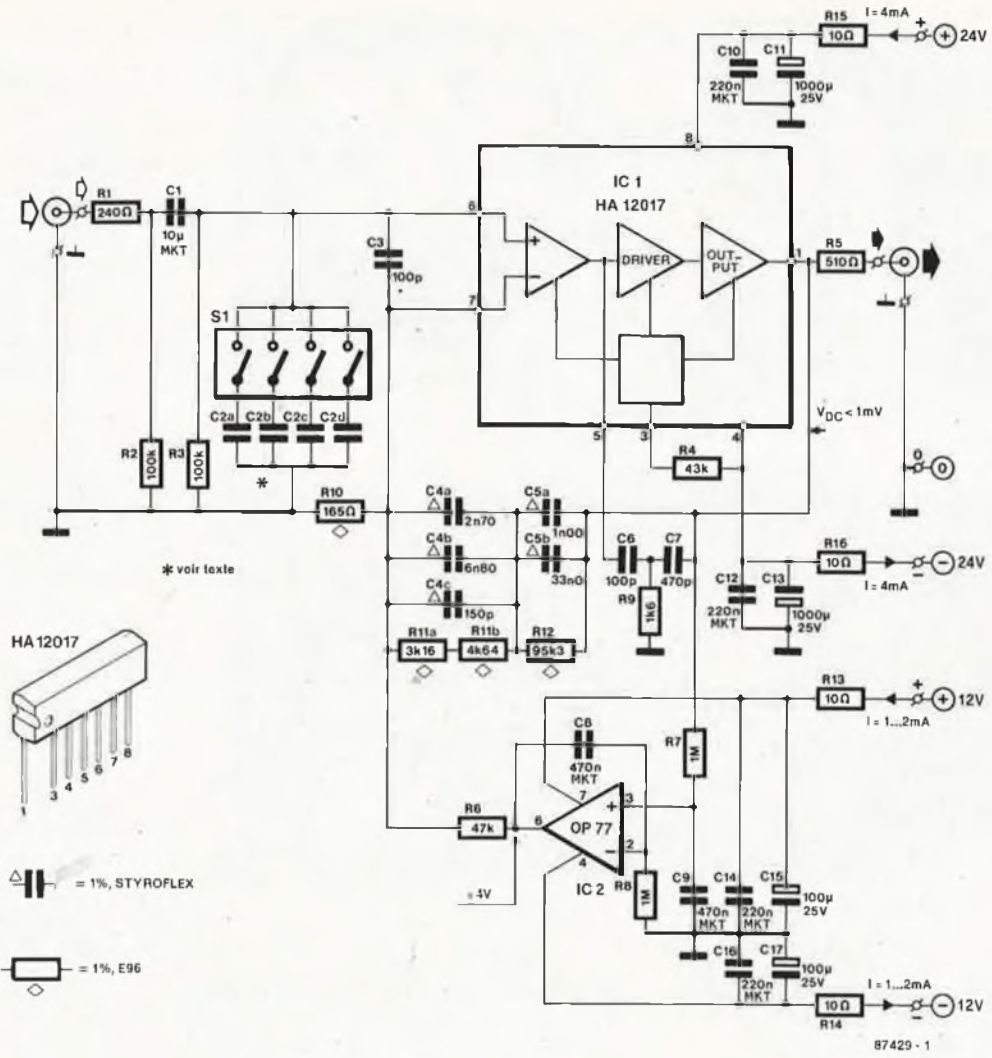 R15
I = 4mA
+
10Ω
24V
C10
220n
MKT
C11
1000µ
25V
8
IC 1
HA 12017
R1
240Ω
C1
10µ
MKT
6
C3
100p
7
+
−
DRIVER
OUT-
PUT
1
R5
510Ω
S1
C2a
C2b
C2c
C2d
*
5
3
4
R4
43k
VDC < 1mV
R2
100k
R3
100k
R10
165Ω
0
0
* voir texte
C4a
2n70
C4b
6n80
C4c
150p
C5a
1n00
C5b
33n0
R11a
3k16
R11b
4k64
R12
95k3
C6
100p
C7
470p
R9
1k6
C12
220n
MKT
C13
1000µ
25V
R16
10Ω
24V
−
I = 4mA
HA 12017
1
3
4
5
6
7
8
R13
10Ω
+
12V
I = 1...2mA
C8
470n
MKT
R7
1M
R6
47k
6
7
4
+
−
3
2
OP 77
IC 2
R8
1M
≈4V
C9
470n
MKT
C14
220n
MKT
C15
100µ
25V
C16
220n
MKT
C17
100µ
25V
I = 1...2mA
10Ω
−
12V
R14
= 1%, STYROFLEX
= 1%, E96
87429 - 1